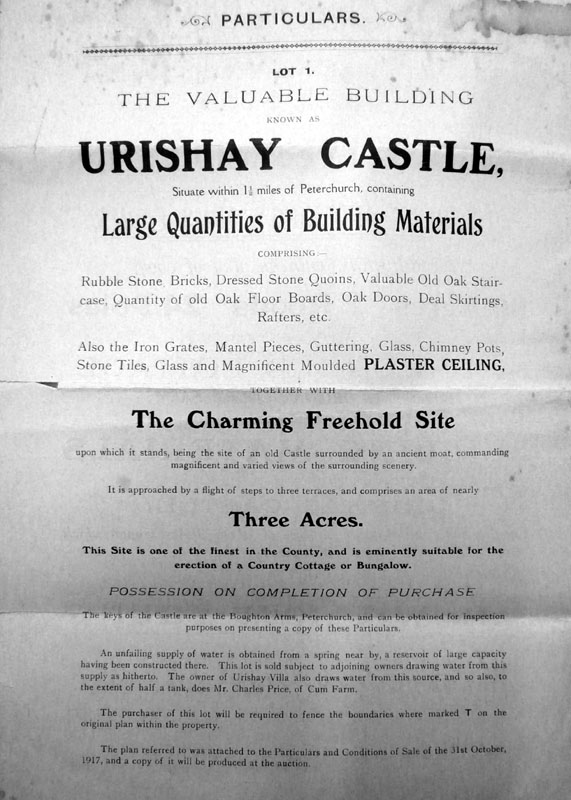 PARTICULARS.
LOT 1.
THE VALUABLE BUILDING
KNOWN AS
URISHAY CASTLE,
Situate within 1½ miles of Peterchurch, containing
Large Quantities of Building Materials
COMPRISING—
Rubble Stone, Bricks, Dressed Stone Quoins, Valuable Old Oak Stair-
case, Quantity of old Oak Floor Boards, Oak Doors, Deal Skirtings,
Rafters, etc.
Also the Iron Grates, Mantel Pieces, Guttering, Glass, Chimney Pots,
Stone Tiles, Glass and Magnificent Moulded PLASTER CEILING,
TOGETHER WITH
The Charming Freehold Site
upon which it stands, being the site of an old Castle surrounded by an ancient moat, commanding
magnificent and varied views of the surrounding scenery.
It is approached by a flight of steps to three terraces, and comprises an area of nearly
Three Acres.
This Site is one of the finest in the County, and is eminently suitable for the
erection of a Country Cottage or Bungalow.
POSSESSION ON COMPLETION OF PURCHASE
The keys of the Castle are at the Boughton Arms, Peterchurch, and can be obtained for inspection
purposes on presenting a copy of these Particulars.
An unfailing supply of water is obtained from a spring near by, a reservoir of large capacity
having been constructed there. This lot is sold subject to adjoining owners drawing water from this
supply as hitherto. The owner of Urishay Villa also draws water from this source, and so also, to
the extent of half a tank, does Mr. Charles Price, of Cum Farm.
The purchaser of this lot will be required to fence the boundaries where marked T on the
original plan within the property.
The plan referred to was attached to the Particulars and Conditions of Sale of the 31st October,
1917, and a copy of it will be produced at the auction.